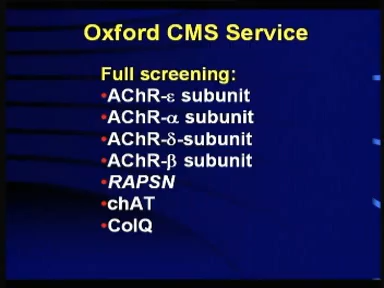 Oxford CMS Service
Full screening:
•AChR-ε subunit
•AChR-α subunit
•AChR-δ-subunit
•AChR-β subunit
•RAPSN
•chAT
•ColQ